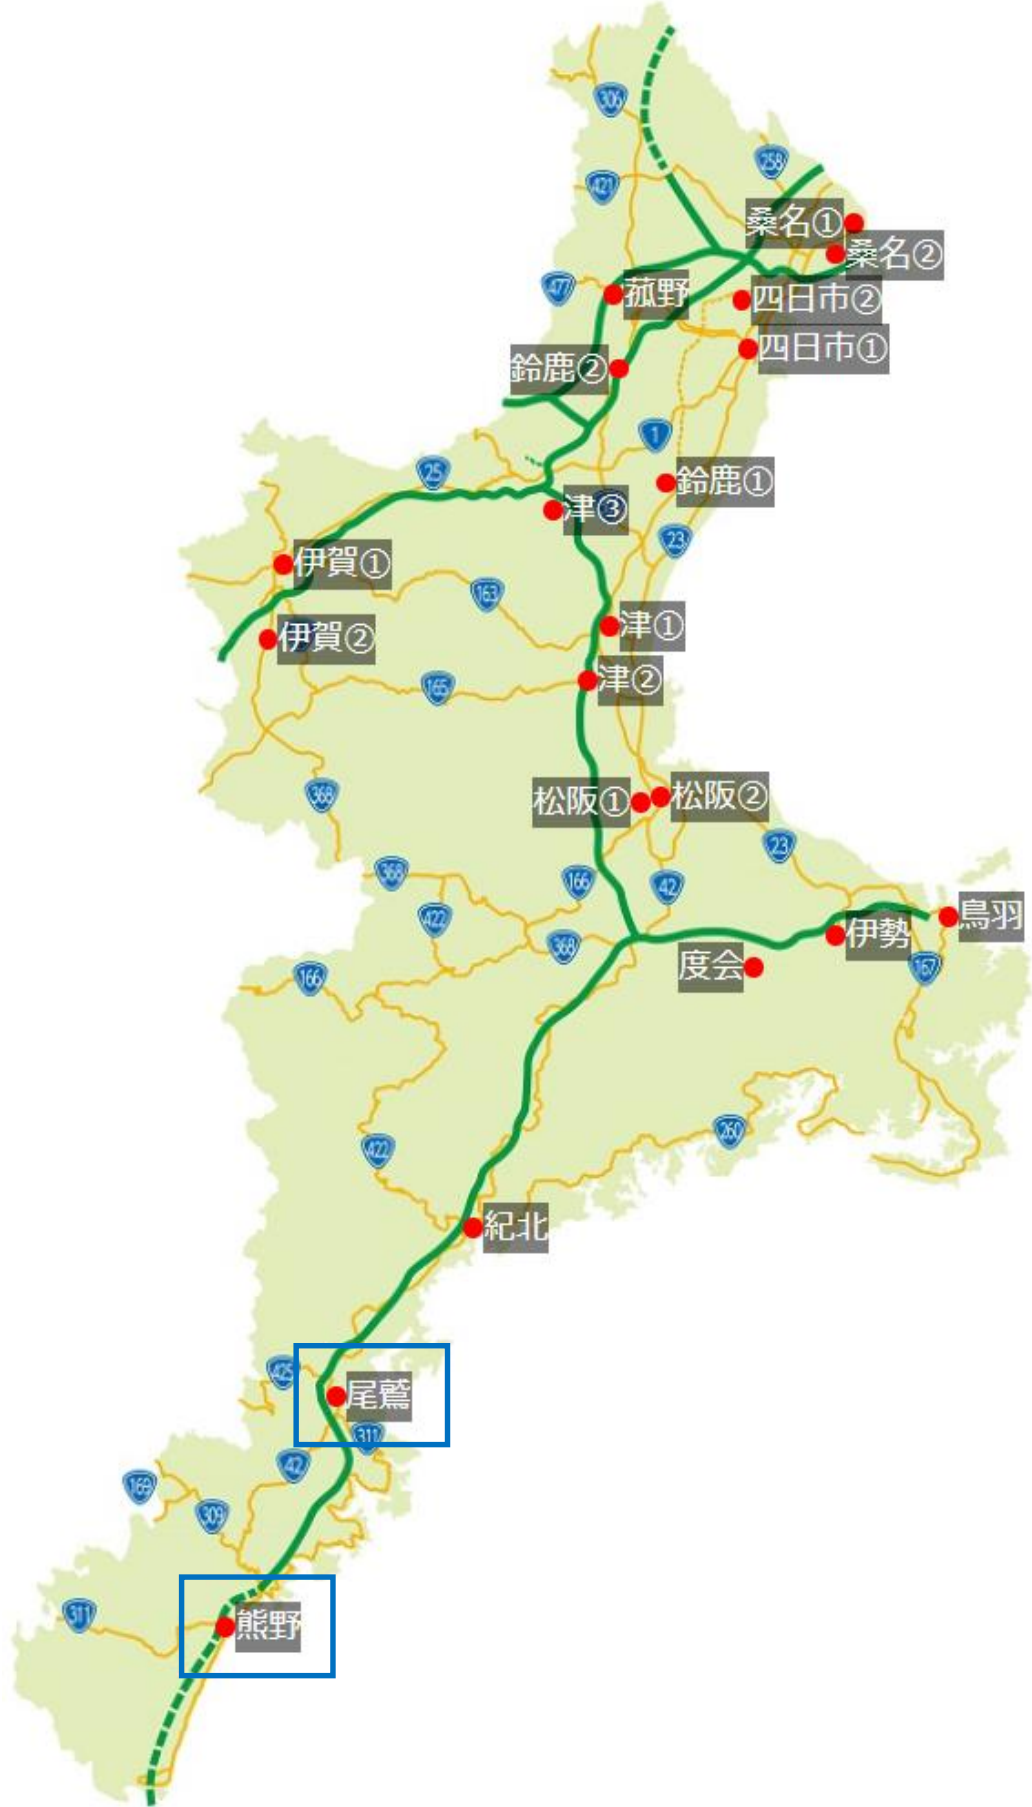 306
258
421
桑名①
桑名②
477
菰野
四日市②
四日市①
鈴鹿②
1
25
鈴鹿①
津③
23
伊賀①
163
津①
伊賀②
津②
165
368
松阪①
松阪②
23
368
166
42
422
鳥羽
伊勢
368
度会
167
166
260
422
紀北
425
尾鷲
311
42
169
309
311
熊野